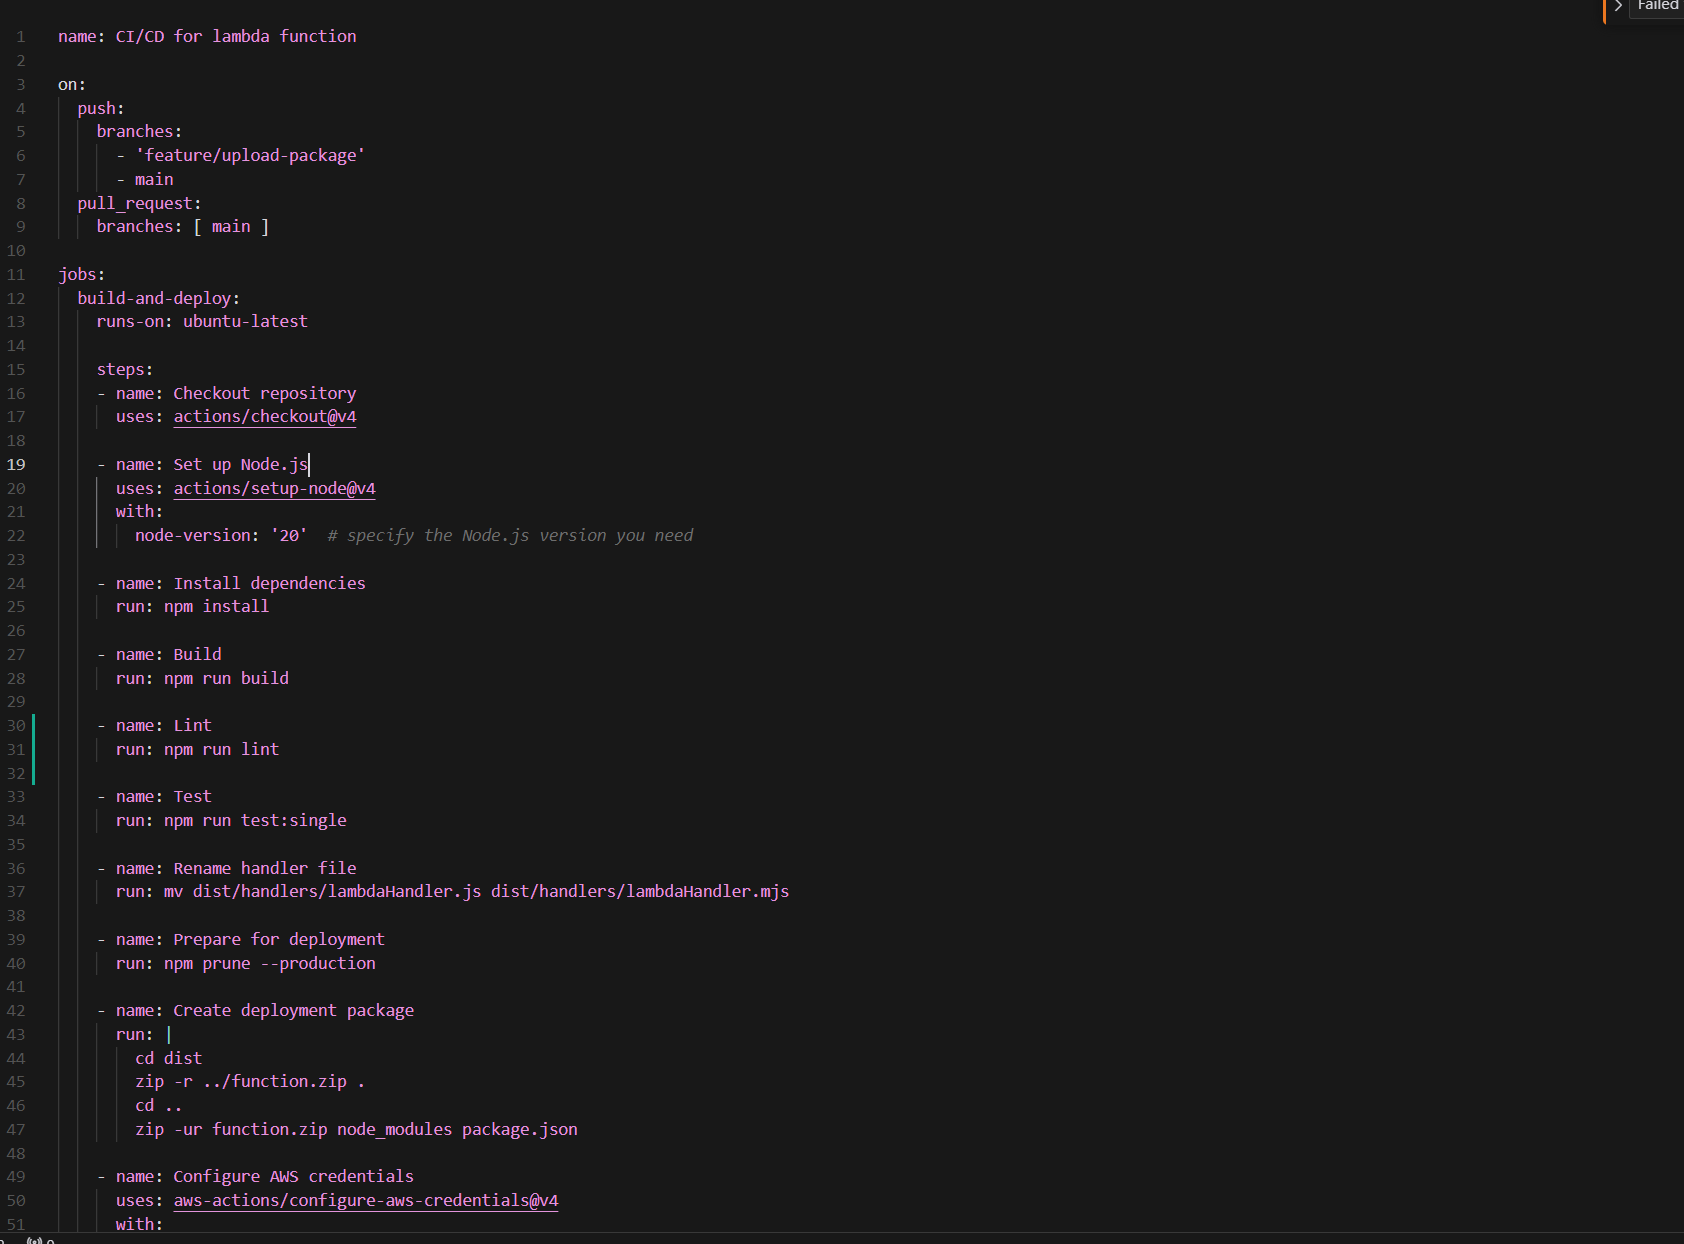 Failed
1 name: CI/CD for lambda function
2
3 on:
4 push:
5 branches:
6 - 'feature/upload-package'
7 - main
8 pull_request:
9 branches: [ main ]
10
11 jobs:
12 build-and-deploy:
13 runs-on: ubuntu-latest
14
15 steps:
16 - name: Checkout repository
17 uses: actions/checkout@v4
18
19 - name: Set up Node.js
20 uses: actions/setup-node@v4
21 with:
22 node-version: '20'  # specify the Node.js version you need
23
24 - name: Install dependencies
25 run: npm install
26
27 - name: Build
28 run: npm run build
29
30 - name: Lint
31 run: npm run lint
32
33 - name: Test
34 run: npm run test:single
35
36 - name: Rename handler file
37 run: mv dist/handlers/lambdaHandler.js dist/handlers/lambdaHandler.mjs
38
39 - name: Prepare for deployment
40 run: npm prune --production
41
42 - name: Create deployment package
43 run: |
44 cd dist
45 zip -r ../function.zip .
46 cd ..
47 zip -ur function.zip node_modules package.json
48
49 - name: Configure AWS credentials
50 uses: aws-actions/configure-aws-credentials@v4
51 with: